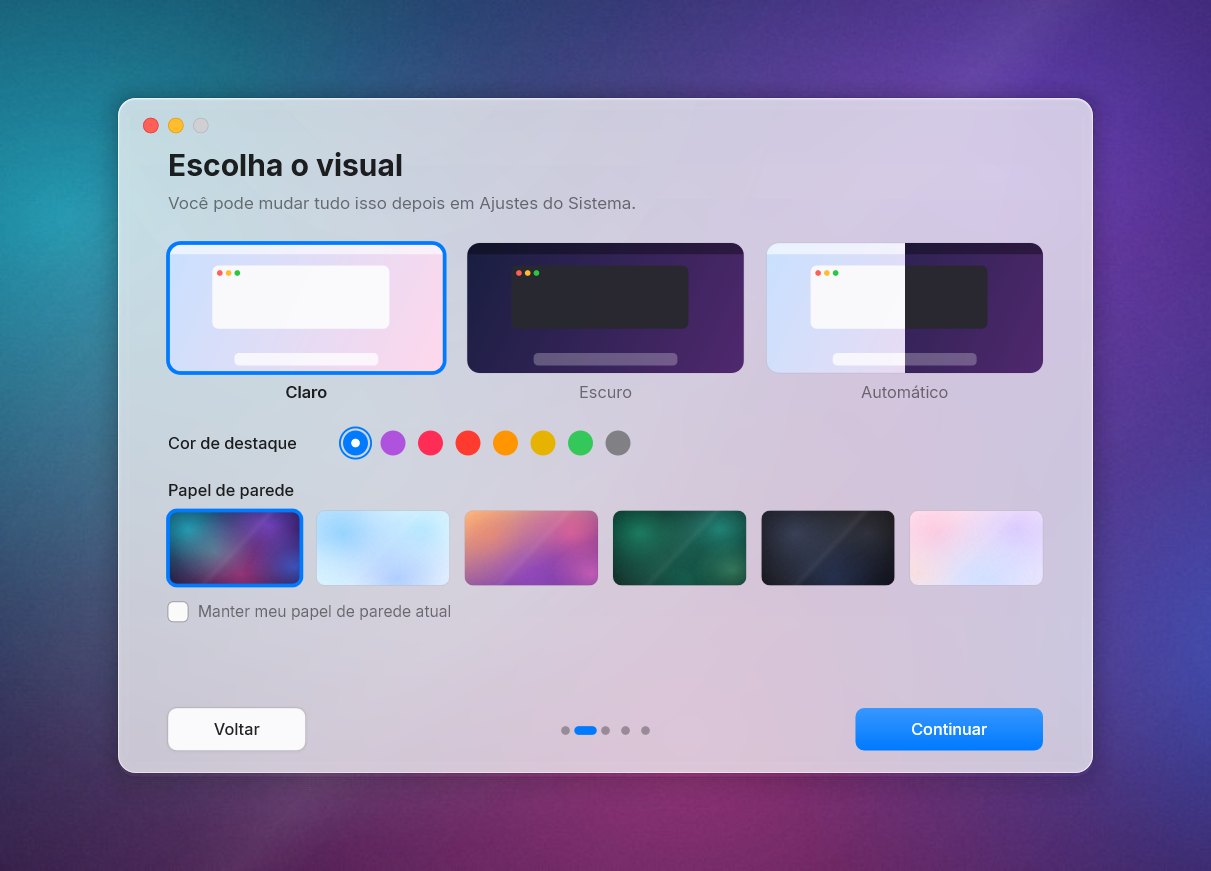 Escolha o visual
Você pode mudar tudo isso depois em Ajustes do Sistema.
Claro
Escuro
Automático
Cor de destaque
Papel de parede
Manter meu papel de parede atual
Voltar
Continuar